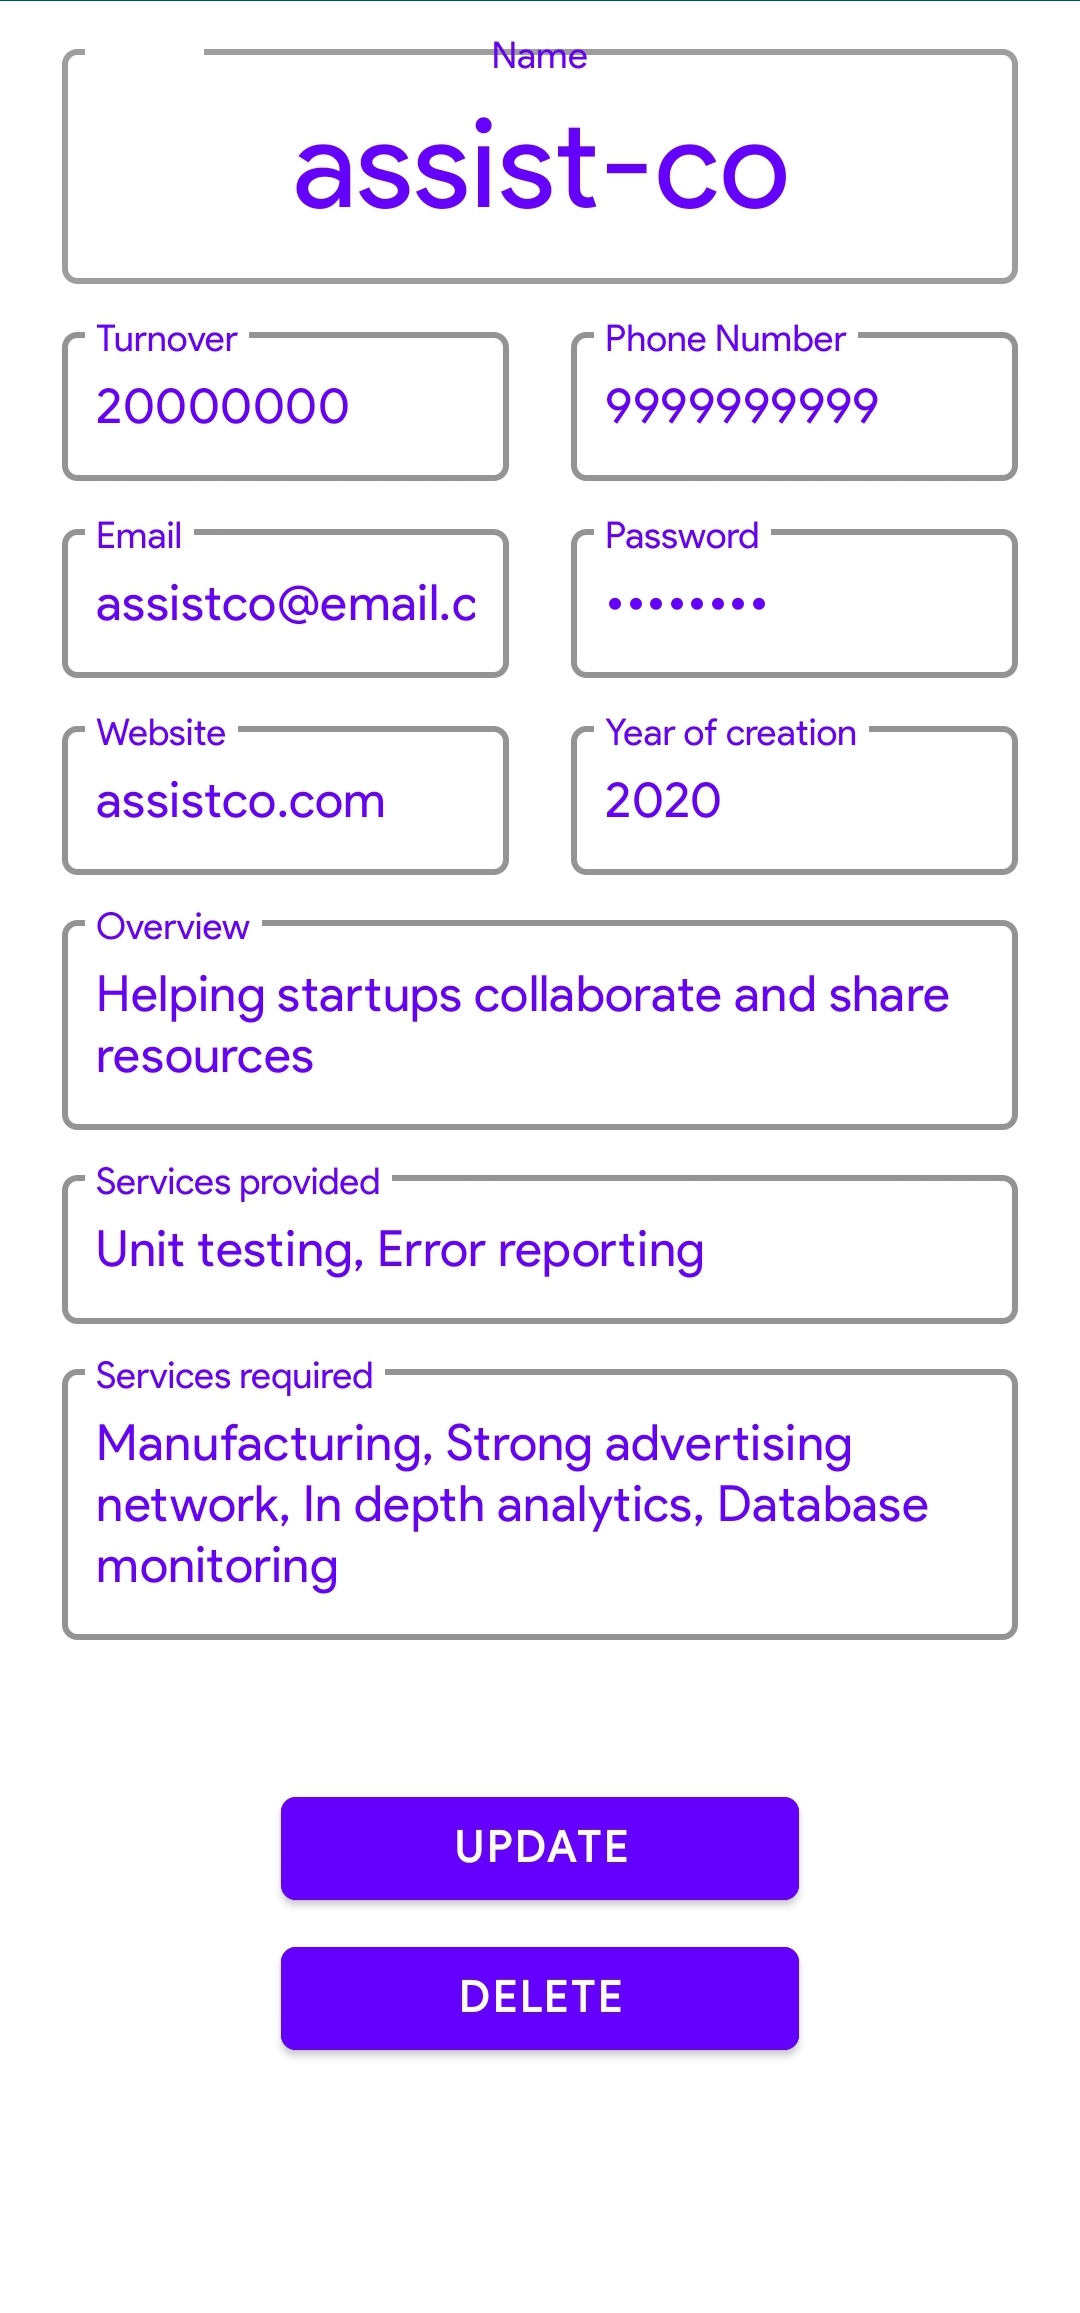 Name
assist-co
Turnover
20000000
Phone Number
9999999999
Email
assistco@email.c
Password
••••••••
Website
assistco.com
Year of creation
2020
Overview
Helping startups collaborate and share
resources
Services provided
Unit testing, Error reporting
Services required
Manufacturing, Strong advertising
network, In depth analytics, Database
monitoring
UPDATE
DELETE